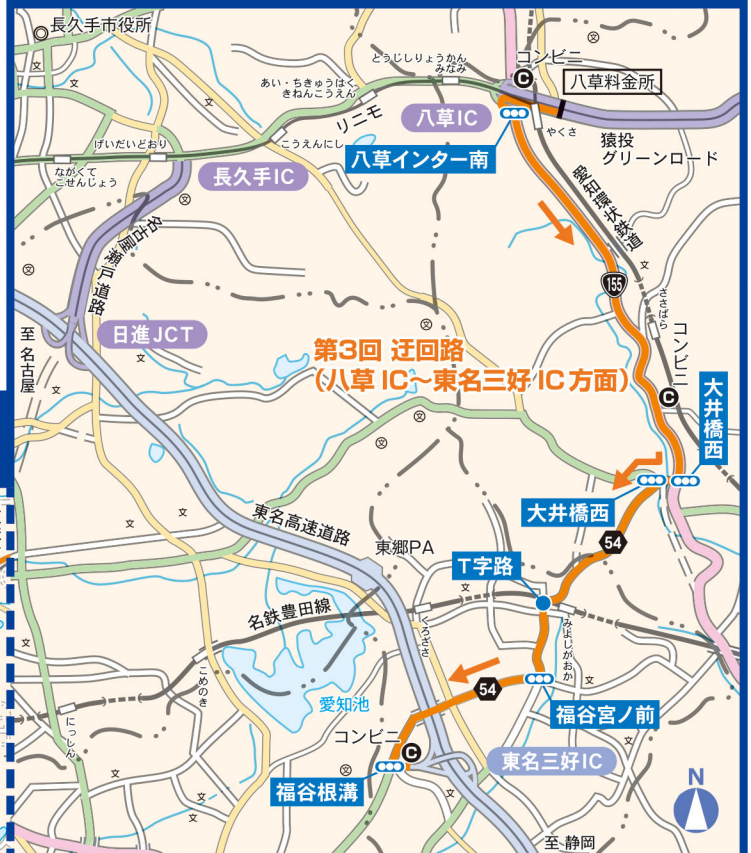 長久手市役所
コンビニ
C
八草料金所
とうじしりょうかん
みなみ
あい・ちきゅうはく
きねんこうえん
リニモ
八草IC
やくさ
猿投
グリーンロード
げいだいどおり
こうえんにし
八草インター南
ながくて
こせんじょう
長久手IC
愛知環状鉄道
名古屋瀬戸道路
155
ささばら
日進JCT
至 名古屋
第3回 迂回路
（八草IC～東名三好IC方面）
コンビニ
C
大井橋西
大井橋西
54
東名高速道路
東郷PA
T字路
名鉄豊田線
くろざさ
みよしがおか
こめのき
54
愛知池
福谷宮ノ前
にっしん
コンビニ
C
東名三好IC
福谷根溝
N
至 静岡
文